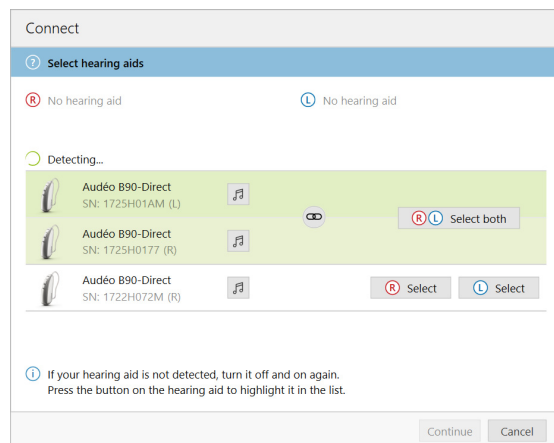 Connect
? Select hearing aids
R No hearing aid
L No hearing aid
Detecting...
Audéo B90-Direct
SN: 1725H01AM (L)
R L Select both
Audéo B90-Direct
SN: 1725H0177 (R)
Audéo B90-Direct
SN: 1722H072M (R)
R Select
L Select
i If your hearing aid is not detected, turn it off and on again.
Press the button on the hearing aid to highlight it in the list.
Continue
Cancel